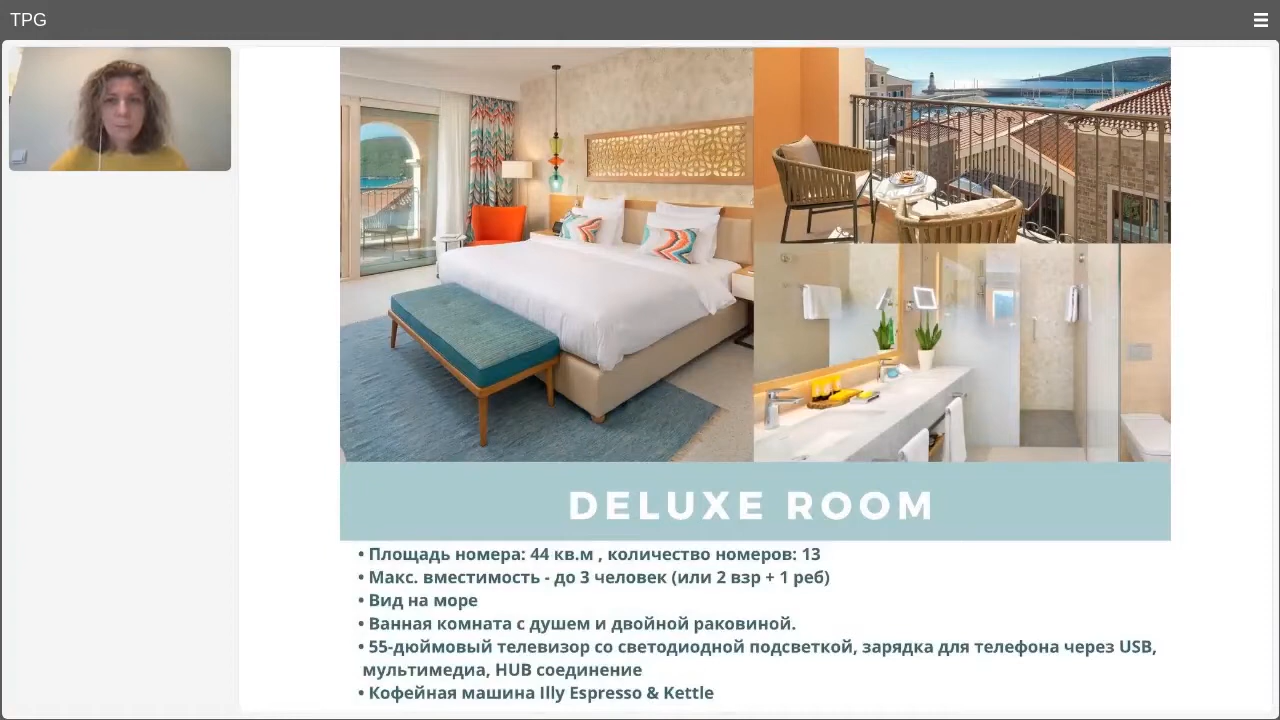 TPG
DELUXE ROOM
• Площадь номера: 44 кв.м , количество номеров: 13
• Макс. вместимость - до 3 человек (или 2 взр + 1 реб)
• Вид на море
• Ванная комната с душем и двойной раковиной.
• 55-дюймовый телевизор со светодиодной подсветкой, зарядка для телефона через USB,
мультимедиа, HUB соединение
• Кофейная машина Illy Espresso & Kettle